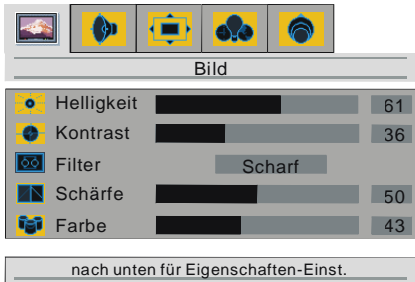 Bild
Helligkeit 61
Kontrast 36
Filter Scharf
Schärfe 50
Farbe 43
nach unten für Eigenschaften-Einst.